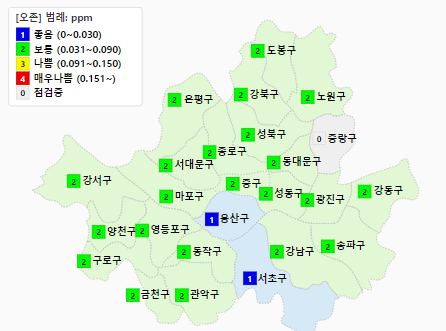 [오존] 범례: ppm
1 좋음 (0~0.030)
2 보통 (0.031~0.090)
3 나쁨 (0.091~0.150)
4 매우나쁨 (0.151~)
0 점검중
2 도봉구
2 은평구
2 강북구
2 노원구
2 성북구
0 중랑구
2 종로구
2 서대문구
2 동대문구
2 강서구
2 중구
2 마포구
2 성동구
2 광진구
2 강동구
1 용산구
2 양천구
2 영등포구
2 동작구
2 강남구
2 송파구
2 구로구
1 서초구
2 금천구
2 관악구